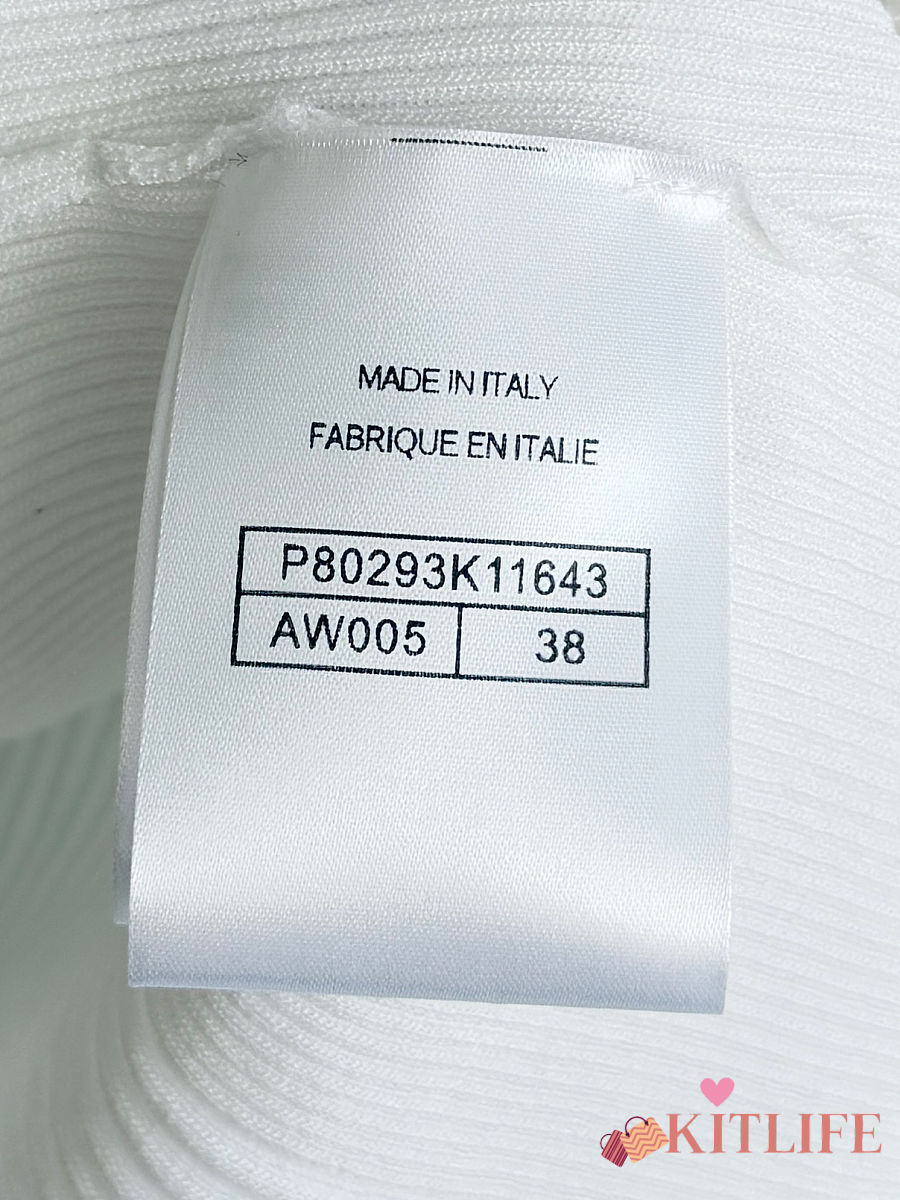 MADE IN ITALY
FABRIQUE EN ITALIE
P80293K11643
AW005 38
KITLIFE